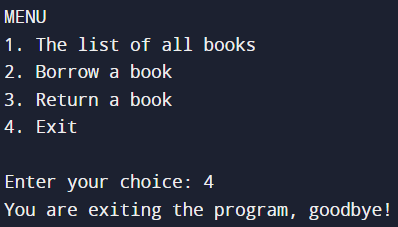 MENU
1. The list of all books
2. Borrow a book
3. Return a book
4. Exit
Enter your choice: 4
You are exiting the program, goodbye!